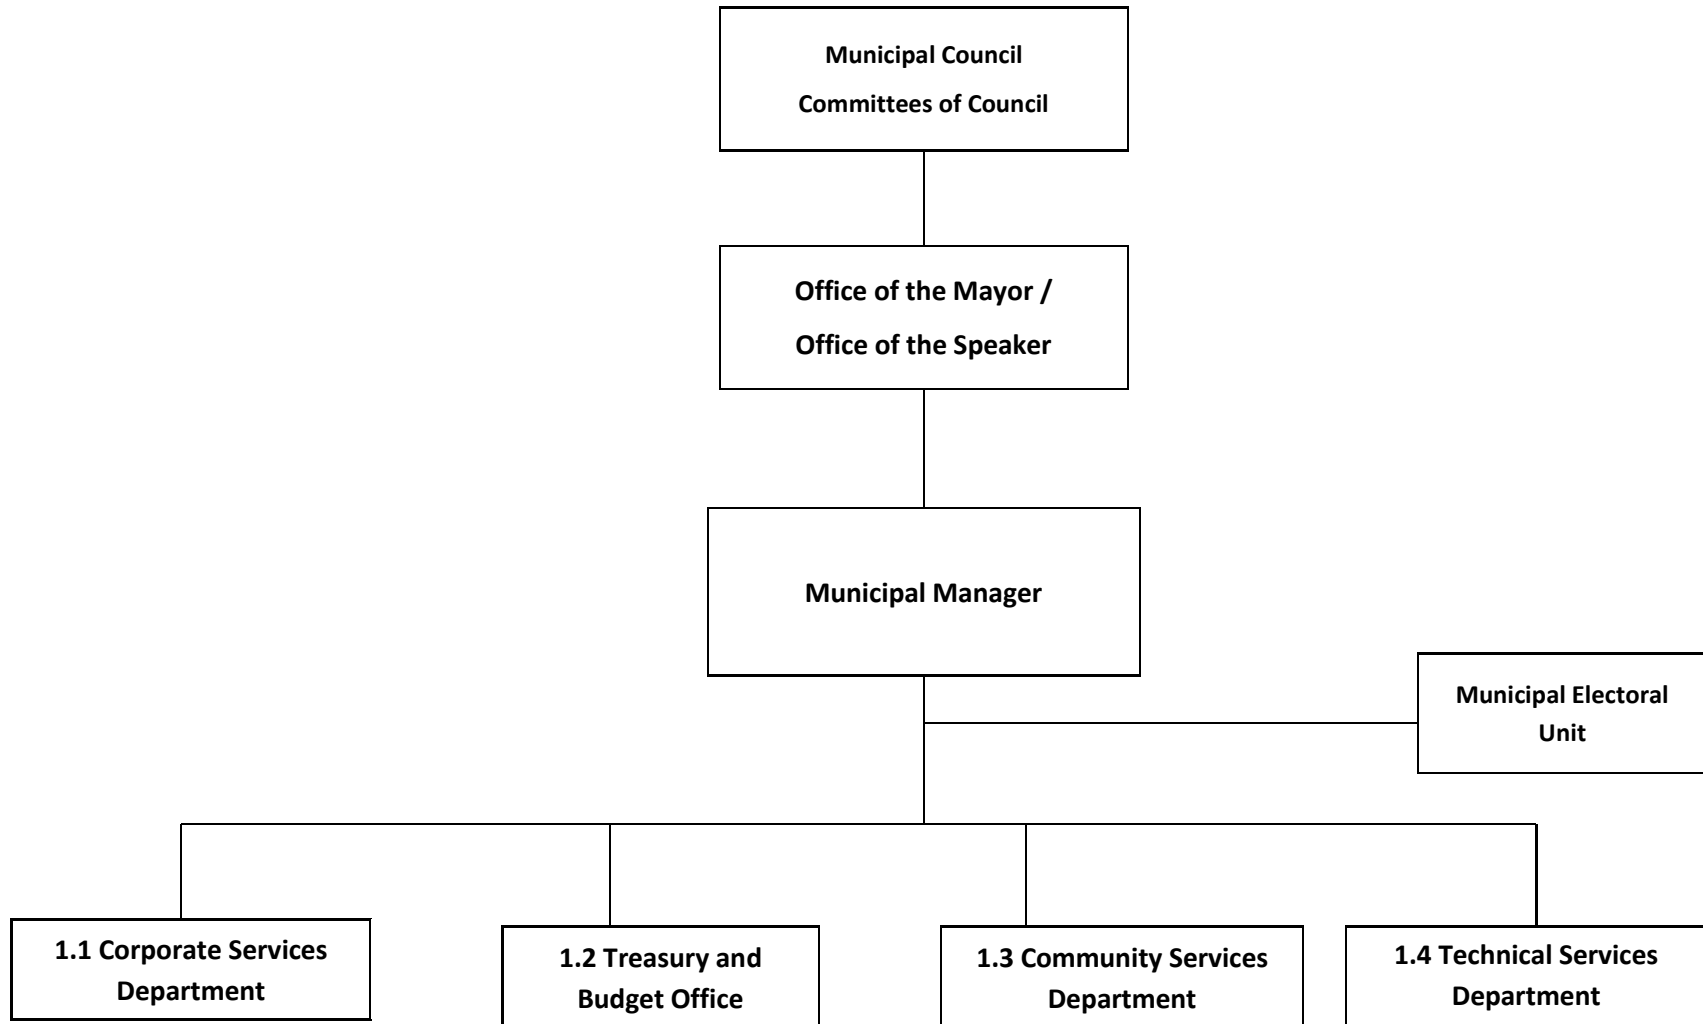 Municipal Council
Committees of Council
Office of the Mayor /
Office of the Speaker
Municipal Manager
Municipal Electoral
Unit
1.1 Corporate Services
Department
1.2 Treasury and
Budget Office
1.3 Community Services
Department
1.4 Technical Services
Department